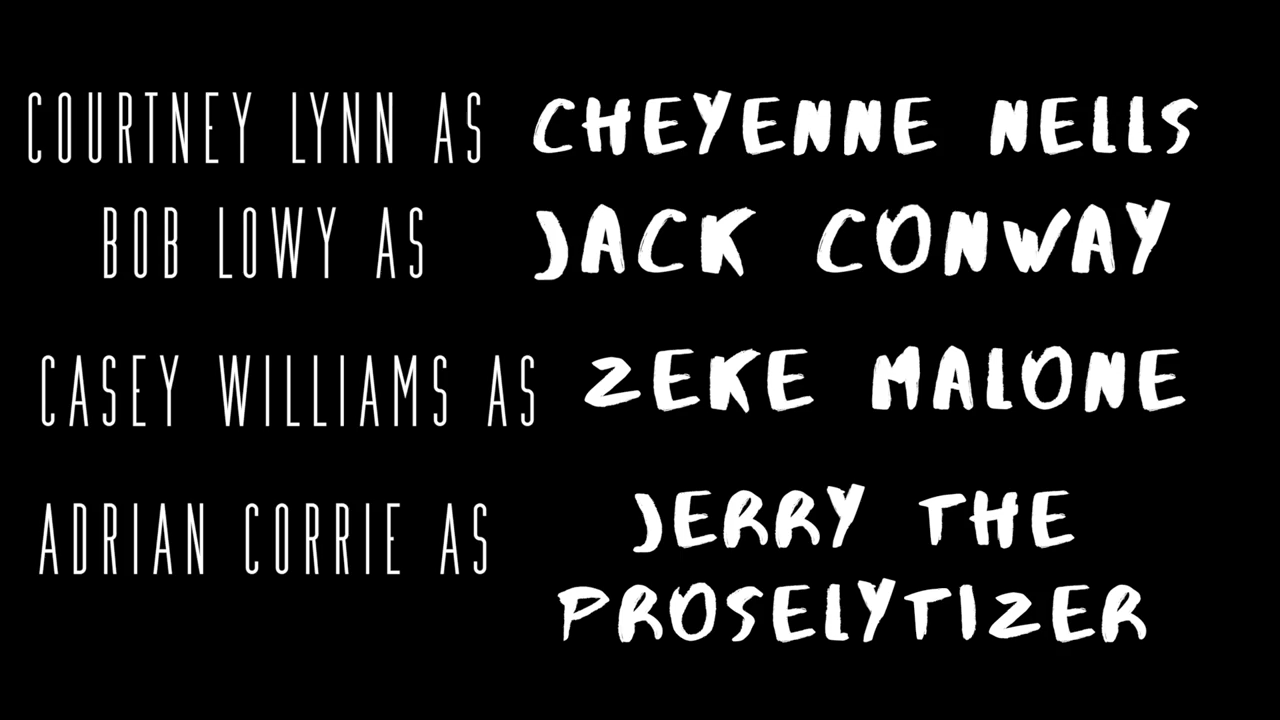 COURTNEY LYNN AS CHEYENNE NELLS
BOB LOWY AS JACK CONWAY
CASEY WILLIAMS AS ZEKE MALONE
ADRIAN CORRIE AS JERRY THE
PROSELYTIZER